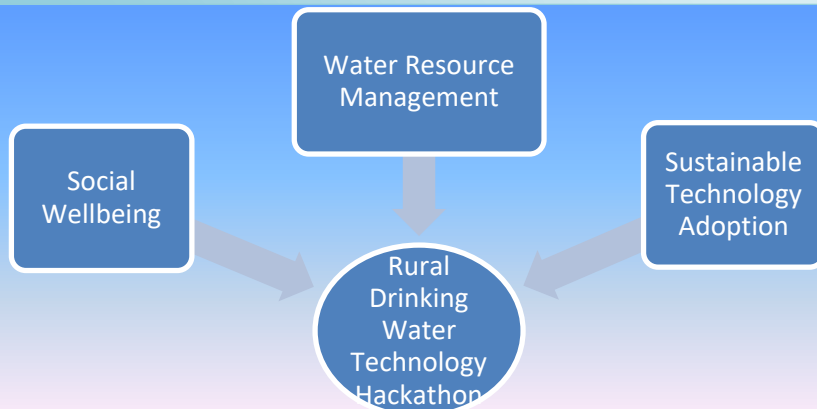 Water Resource
Management
Social
Wellbeing
Sustainable
Technology
Adoption
Rural
Drinking
Water
Technology
Hackathon